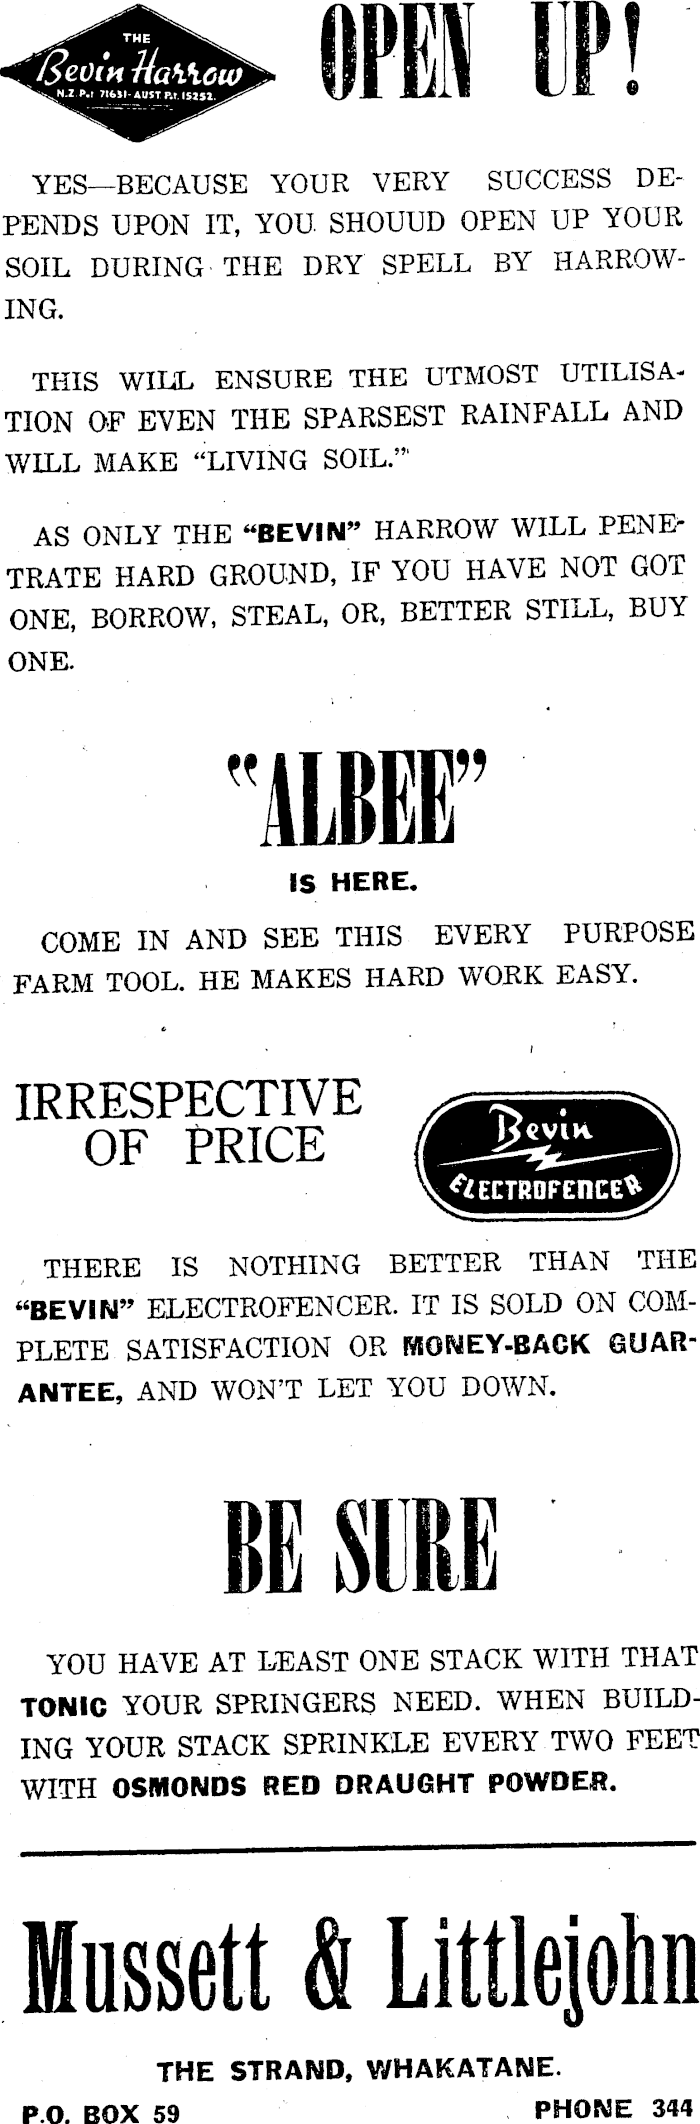 THE
Bevin Harrow
N.Z. Pat 71631-AUST Pat. 15252.
OPEN UP!
YES—BECAUSE YOUR VERY SUCCESS DE-
PENDS UPON IT, YOU SHOUUD OPEN UP YOUR
SOIL DURING THE DRY SPELL BY HARROW-
ING.
THIS WILL ENSURE THE UTMOST UTILISA-
TION OF EVEN THE SPARSEST RAINFALL AND
WILL MAKE “LIVING SOIL.”
AS ONLY THE “BEVIN” HARROW WILL PENE-
TRATE HARD GROUND, IF YOU HAVE NOT GOT
ONE, BORROW, STEAL, OR, BETTER STILL, BUY
ONE.
“ALBEE”
IS HERE.
COME IN AND SEE THIS EVERY PURPOSE
FARM TOOL. HE MAKES HARD WORK EASY.
IRRESPECTIVE
OF PRICE
Bevin
ELECTROFENCER
THERE IS NOTHING BETTER THAN THE
“BEVIN” ELECTROFENCER. IT IS SOLD ON COM-
PLETE SATISFACTION OR MONEY-BACK GUAR-
ANTEE, AND WON'T LET YOU DOWN.
BE SURE
YOU HAVE AT LEAST ONE STACK WITH THAT
TONIC YOUR SPRINGERS NEED. WHEN BUILD-
ING YOUR STACK SPRINKLE EVERY TWO FEET
WITH OSMONDS RED DRAUGHT POWDER.
Mussett & Littlejohn
THE STRAND, WHAKATANE.
P.O. BOX 59 PHONE 344